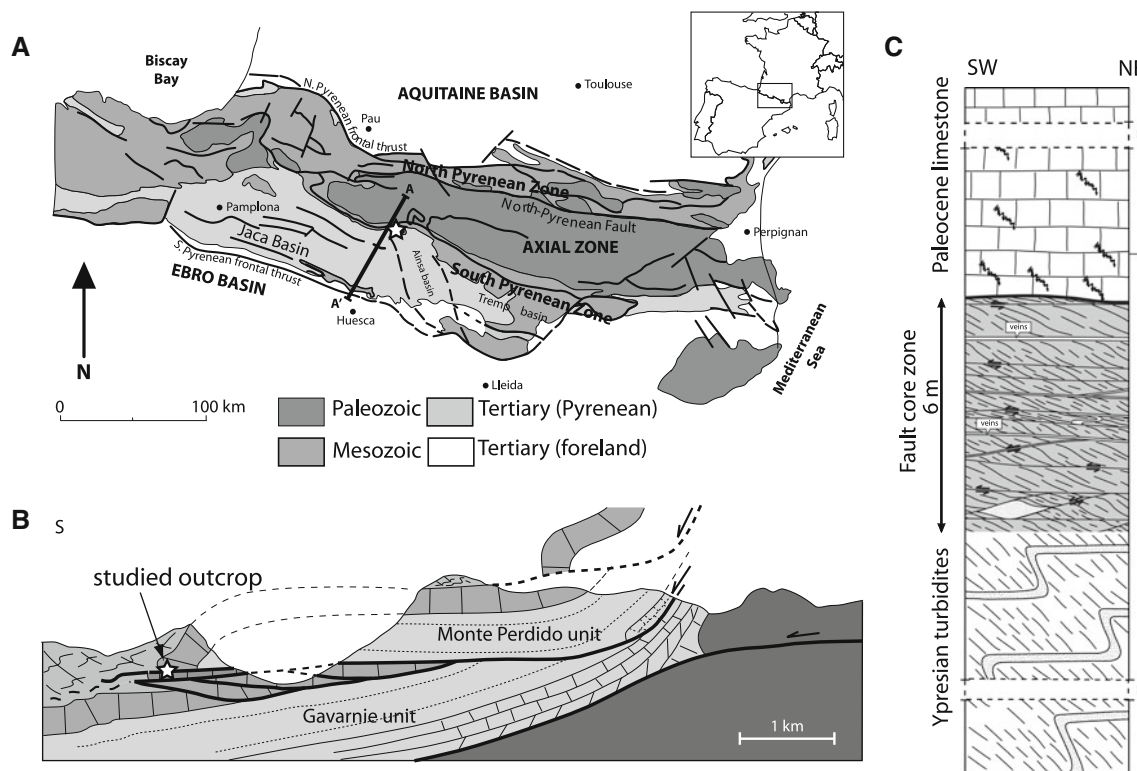 A
Biscay
Bay
N. Pyrenean frontal thrust
AQUITAINE BASIN
Toulouse
Pau
North Pyrenean Zone
North-Pyrenean Fault
A
AXIAL ZONE
Perpignan
Pamplona
Jaca Basin
S. Pyrenean frontal thrust
EBRO BASIN
Ainsa basin
South Pyrenean Zone
Tremp basin
A'
Huesca
Mediterranean
Sea
Lleida
N
0 100 km
Paleozoic
Tertiary (Pyrenean)
Mesozoic
Tertiary (foreland)
B
S
studied outcrop
Monte Perdido unit
Gavarnie unit
1 km
C
SW
Paleocene limestone
Fault core zone
6 m
veins
veins
Ypresian turbidites